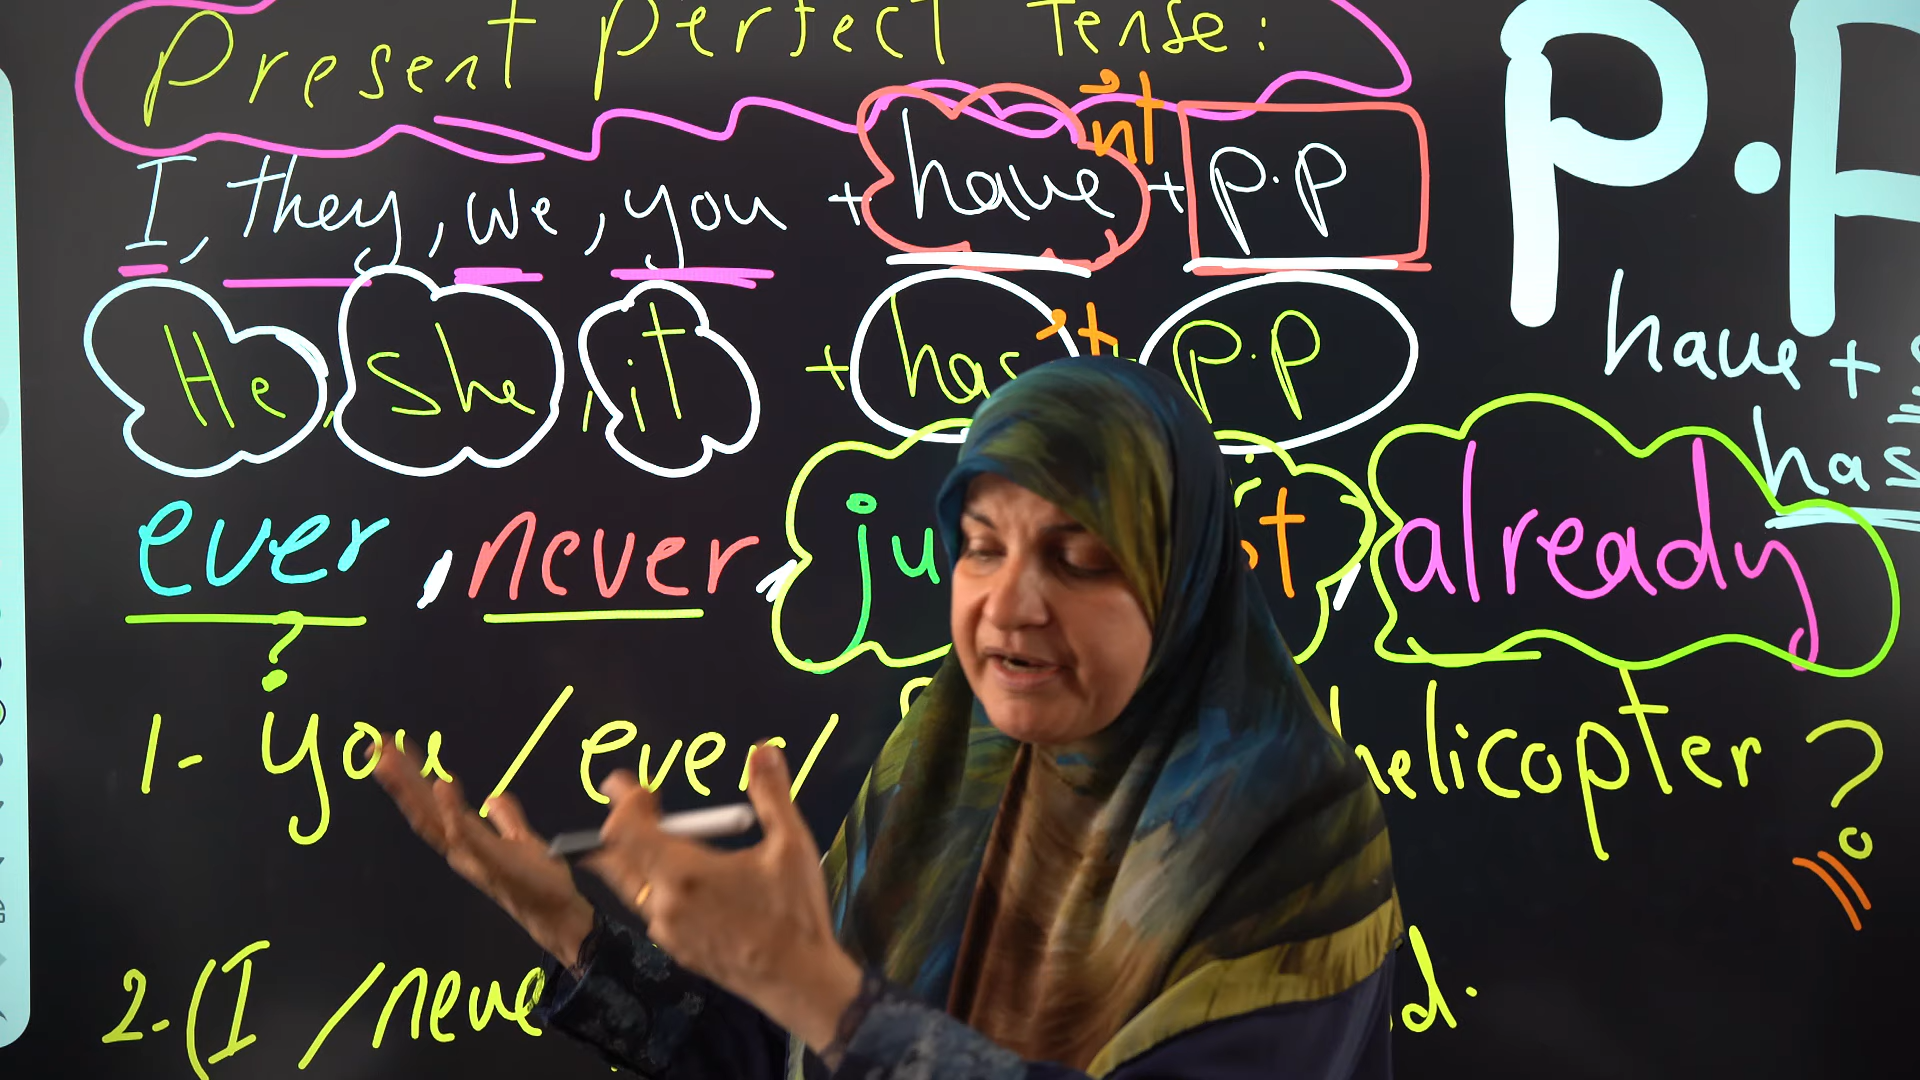 Present perfect Tense:
I, they, we, you + have n't + p.p
He, she, it + has 't + p.p
ever, never, ju t, already
?
1- you / ever / helicopter ?
2- (I / neve d.
P.P
have +
has